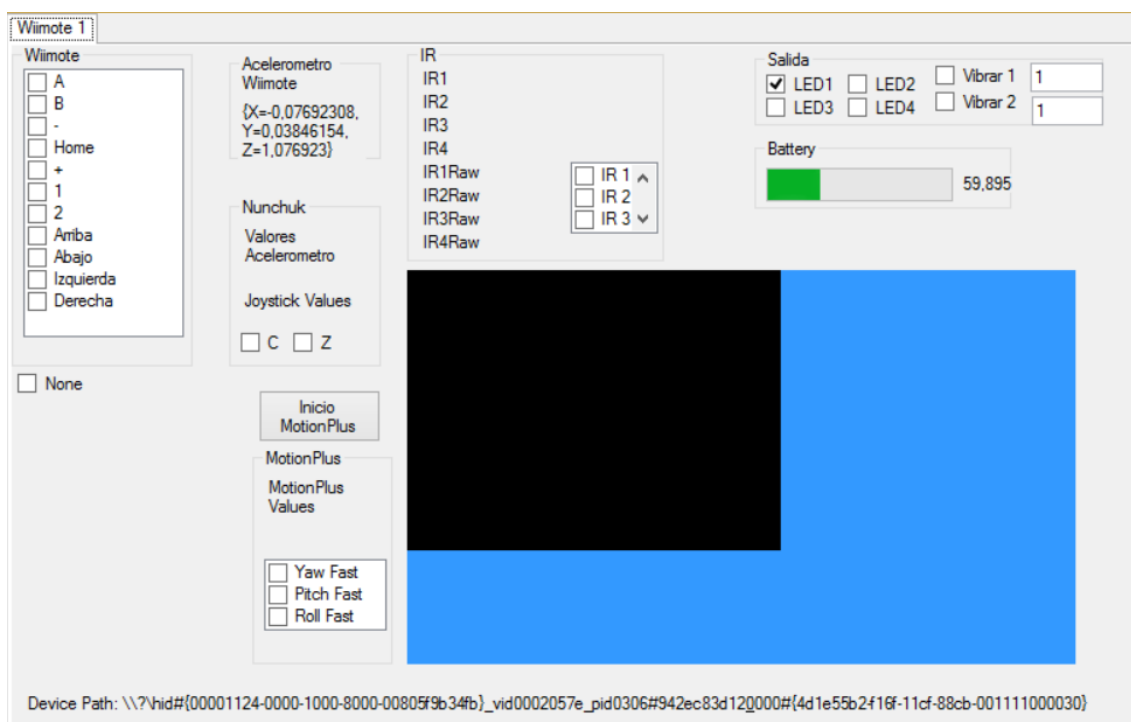 Wiimote 1
Wiimote
A
B
-
Home
+
1
2
Arriba
Abajo
Izquierda
Derecha
None
Acelerometro
Wiimote
{X=-0,07692308,
Y=0,03846154,
Z=1,076923}
Nunchuk
Valores
Acelerometro
Joystick Values
C Z
Inicio
MotionPlus
MotionPlus
MotionPlus
Values
Yaw Fast
Pitch Fast
Roll Fast
IR
IR1
IR2
IR3
IR4
IR1Raw
IR2Raw
IR3Raw
IR4Raw
IR 1
IR 2
IR 3
Salida
LED1 LED2 Vibrar 1 1
LED3 LED4 Vibrar 2 1
Battery
59,895
Device Path: \\?\hid#{00001124-0000-1000-8000-00805f9b34fb}_vid0002057e_pid0306#942ec83d120000#{4d1e55b2-f16f-11cf-88cb-001111000030}